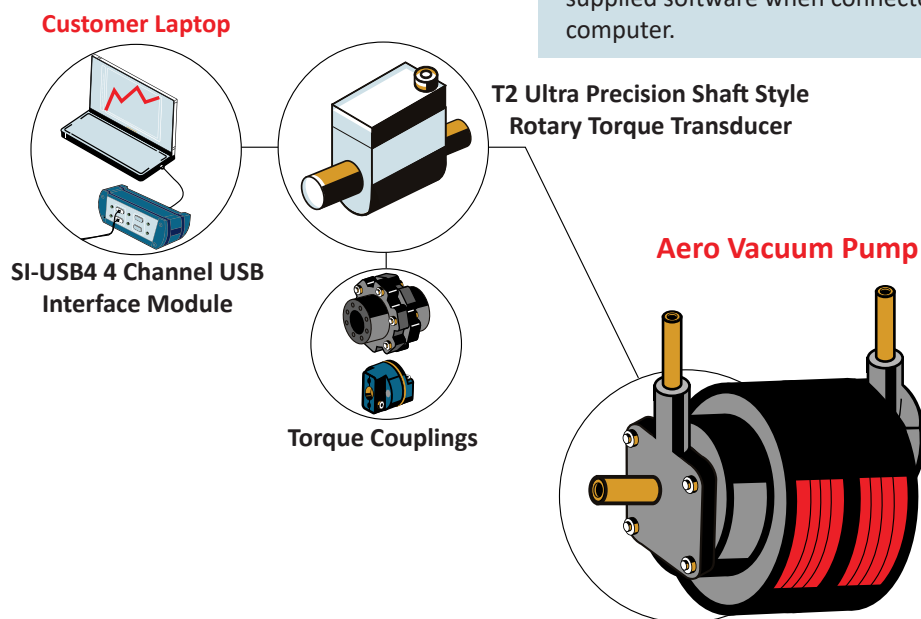 supplied software when connecte
computer.
Customer Laptop
T2 Ultra Precision Shaft Style
Rotary Torque Transducer
Aero Vacuum Pump
SI-USB4 4 Channel USB
Interface Module
Torque Couplings